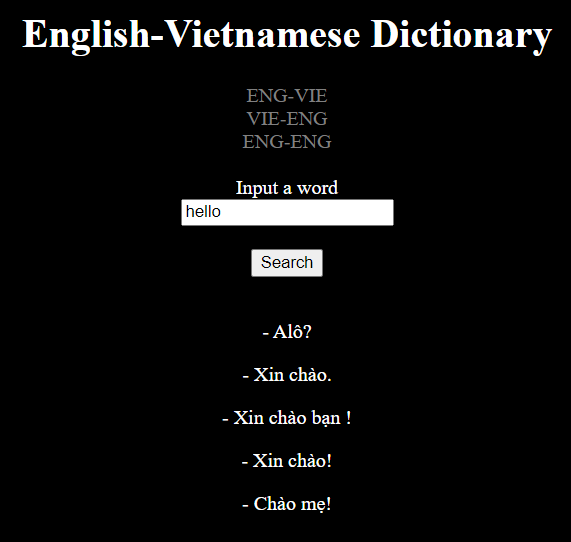 English-Vietnamese Dictionary
ENG-VIE
VIE-ENG
ENG-ENG
Input a word
hello
Search
- Alô?
- Xin chào.
- Xin chào bạn !
- Xin chào!
- Chào mẹ!